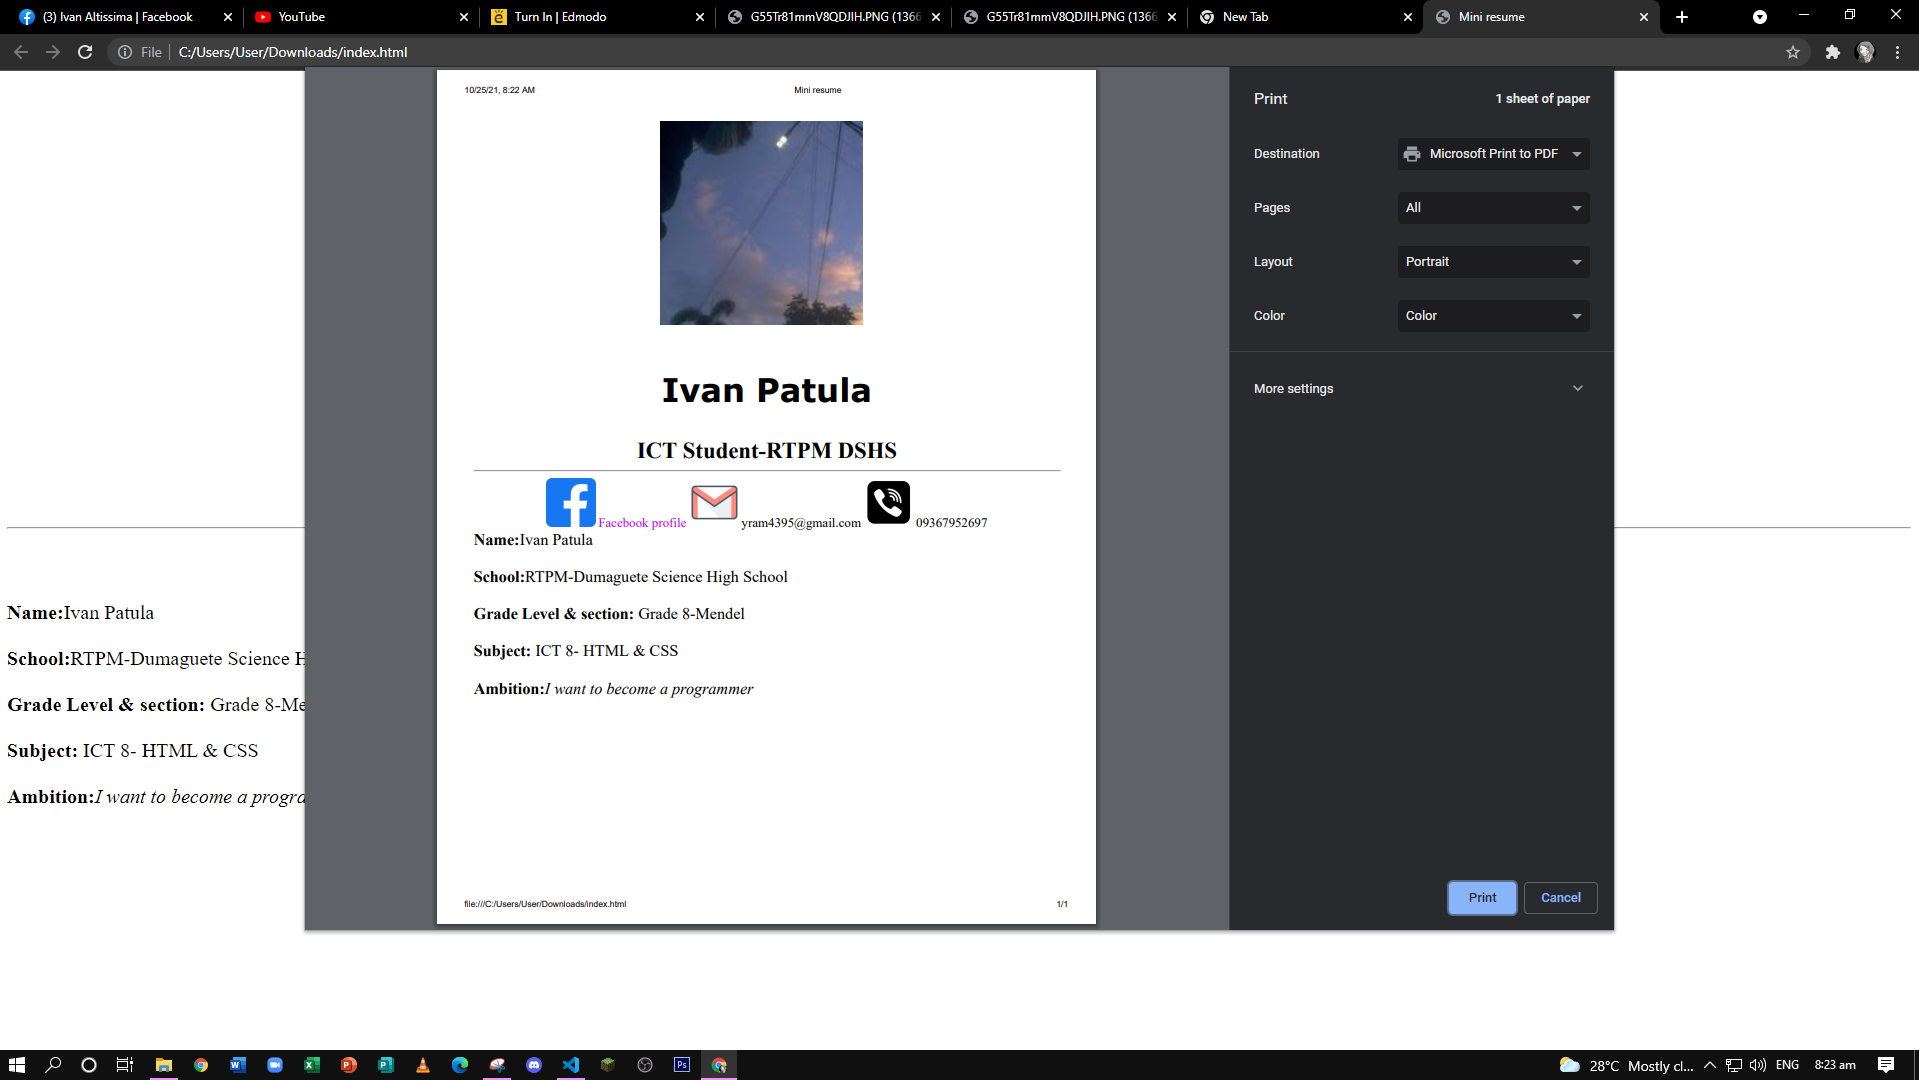 (3) Ivan Altissima | Facebook
YouTube
Turn In | Edmodo
G55Tr81mmV8QDJIH.PNG (1366
G55Tr81mmV8QDJIH.PNG (1366
New Tab
Mini resume
File | C:/Users/User/Downloads/index.html
10/25/21, 8:22 AM
Mini resume
Ivan Patula
ICT Student-RTPM DSHS
Facebook profile
yram4395@gmail.com
09367952697
Name:Ivan Patula
School:RTPM-Dumaguete Science High School
Grade Level & section: Grade 8-Mendel
Subject: ICT 8- HTML & CSS
Ambition:I want to become a programmer
file:///C:/Users/User/Downloads/index.html
1/1
Name:Ivan Patula
School:RTPM-Dumaguete Science H
Grade Level & section: Grade 8-Me
Subject: ICT 8- HTML & CSS
Ambition:I want to become a progra
Print
1 sheet of paper
Destination
Microsoft Print to PDF
Pages
All
Layout
Portrait
Color
Color
More settings
Print
Cancel
28°C Mostly cl...
ENG
8:23 am